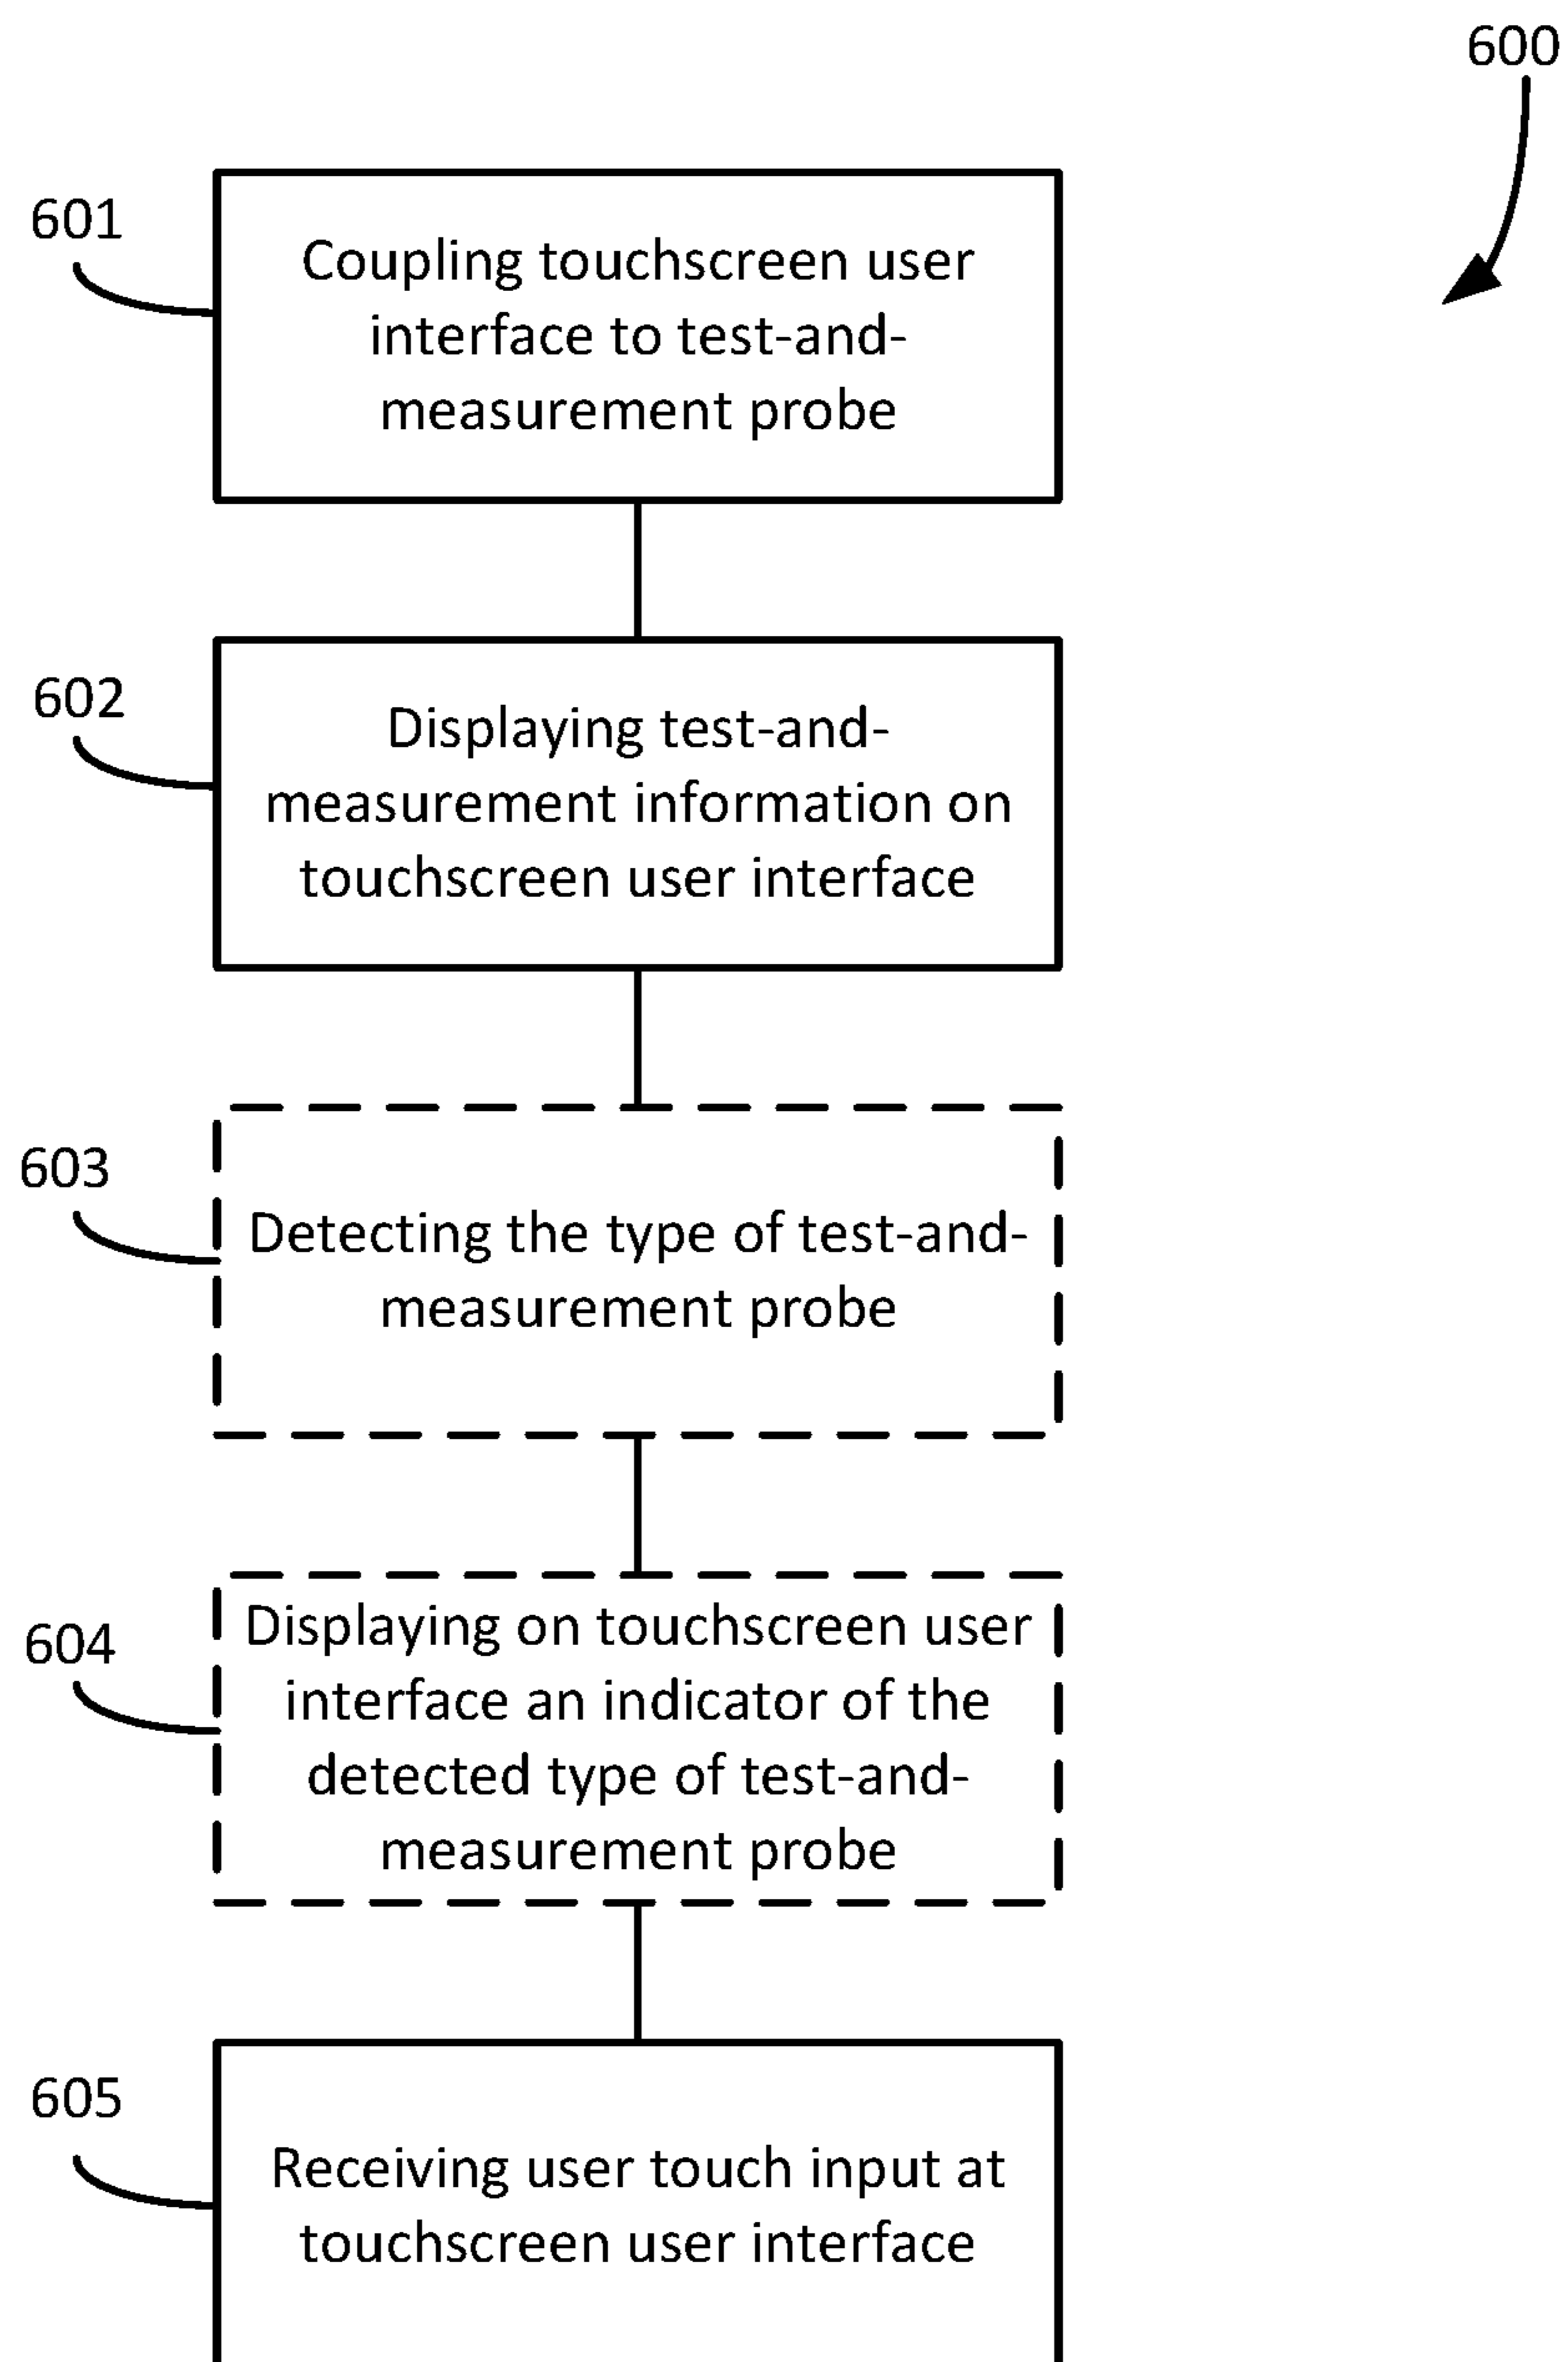 600
601
Coupling touchscreen user
interface to test-and-
measurement probe
602
Displaying test-and-
measurement information on
touchscreen user interface
603
Detecting the type of test-and-
measurement probe
604
Displaying on touchscreen user
interface an indicator of the
detected type of test-and-
measurement probe
605
Receiving user touch input at
touchscreen user interface